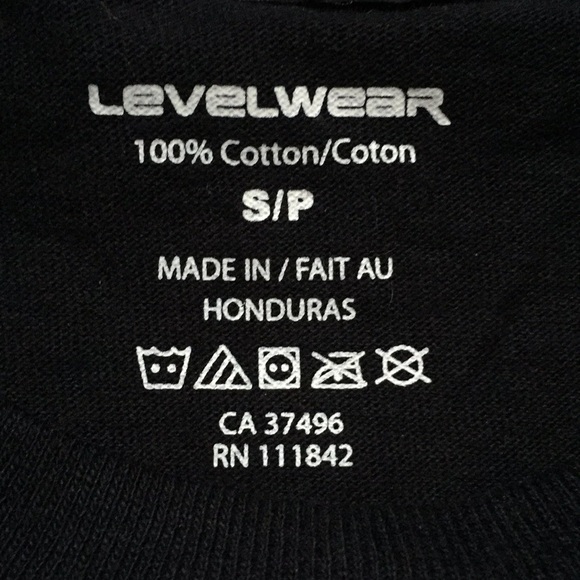 LEVELWEAR
100% Cotton/Coton
S/P
MADE IN / FAIT AU
HONDURAS
CA 37496
RN 111842